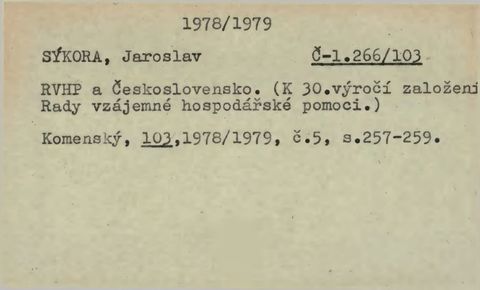 1978/1979
SÝKORA, Jaroslav Č-1.266/103
RVHP a Československo. (K 30.výročí založení
Rady vzájemné hospodářské pomoci.)
Komenský, 103,1978/1979, č.5, s.257-259.